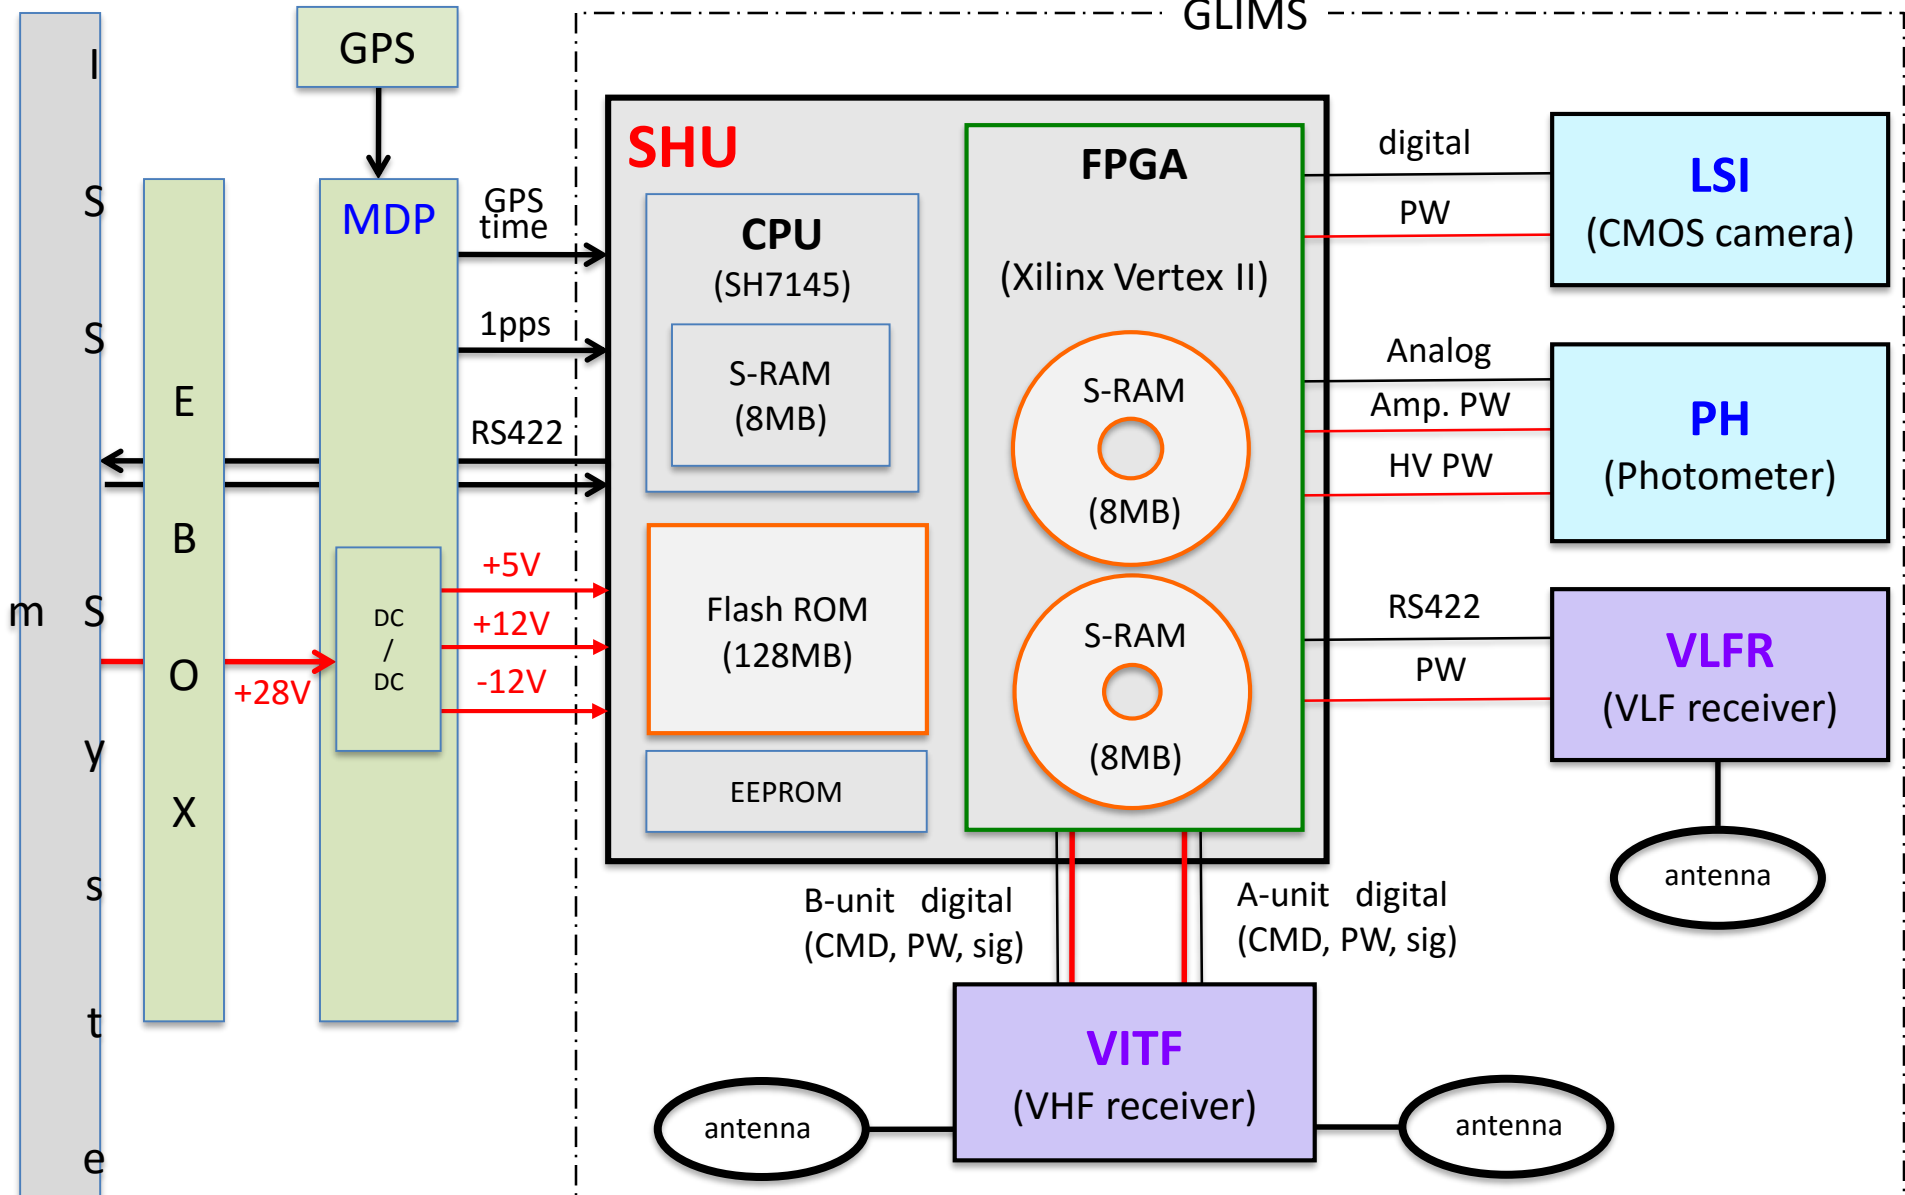 GLIMS
I
S
S
S
y
s
t
e
m
E
B
O
X
GPS
MDP
GPS
time
1pps
RS422
DC
/
DC
+28V
+5V
+12V
-12V
SHU
CPU
(SH7145)
S-RAM
(8MB)
Flash ROM
(128MB)
EEPROM
FPGA
(Xilinx Vertex II)
S-RAM
(8MB)
S-RAM
(8MB)
digital
PW
LSI
(CMOS camera)
Analog
Amp. PW
HV PW
PH
(Photometer)
RS422
PW
VLFR
(VLF receiver)
antenna
B-unit digital
(CMD, PW, sig)
A-unit digital
(CMD, PW, sig)
VITF
(VHF receiver)
antenna
antenna